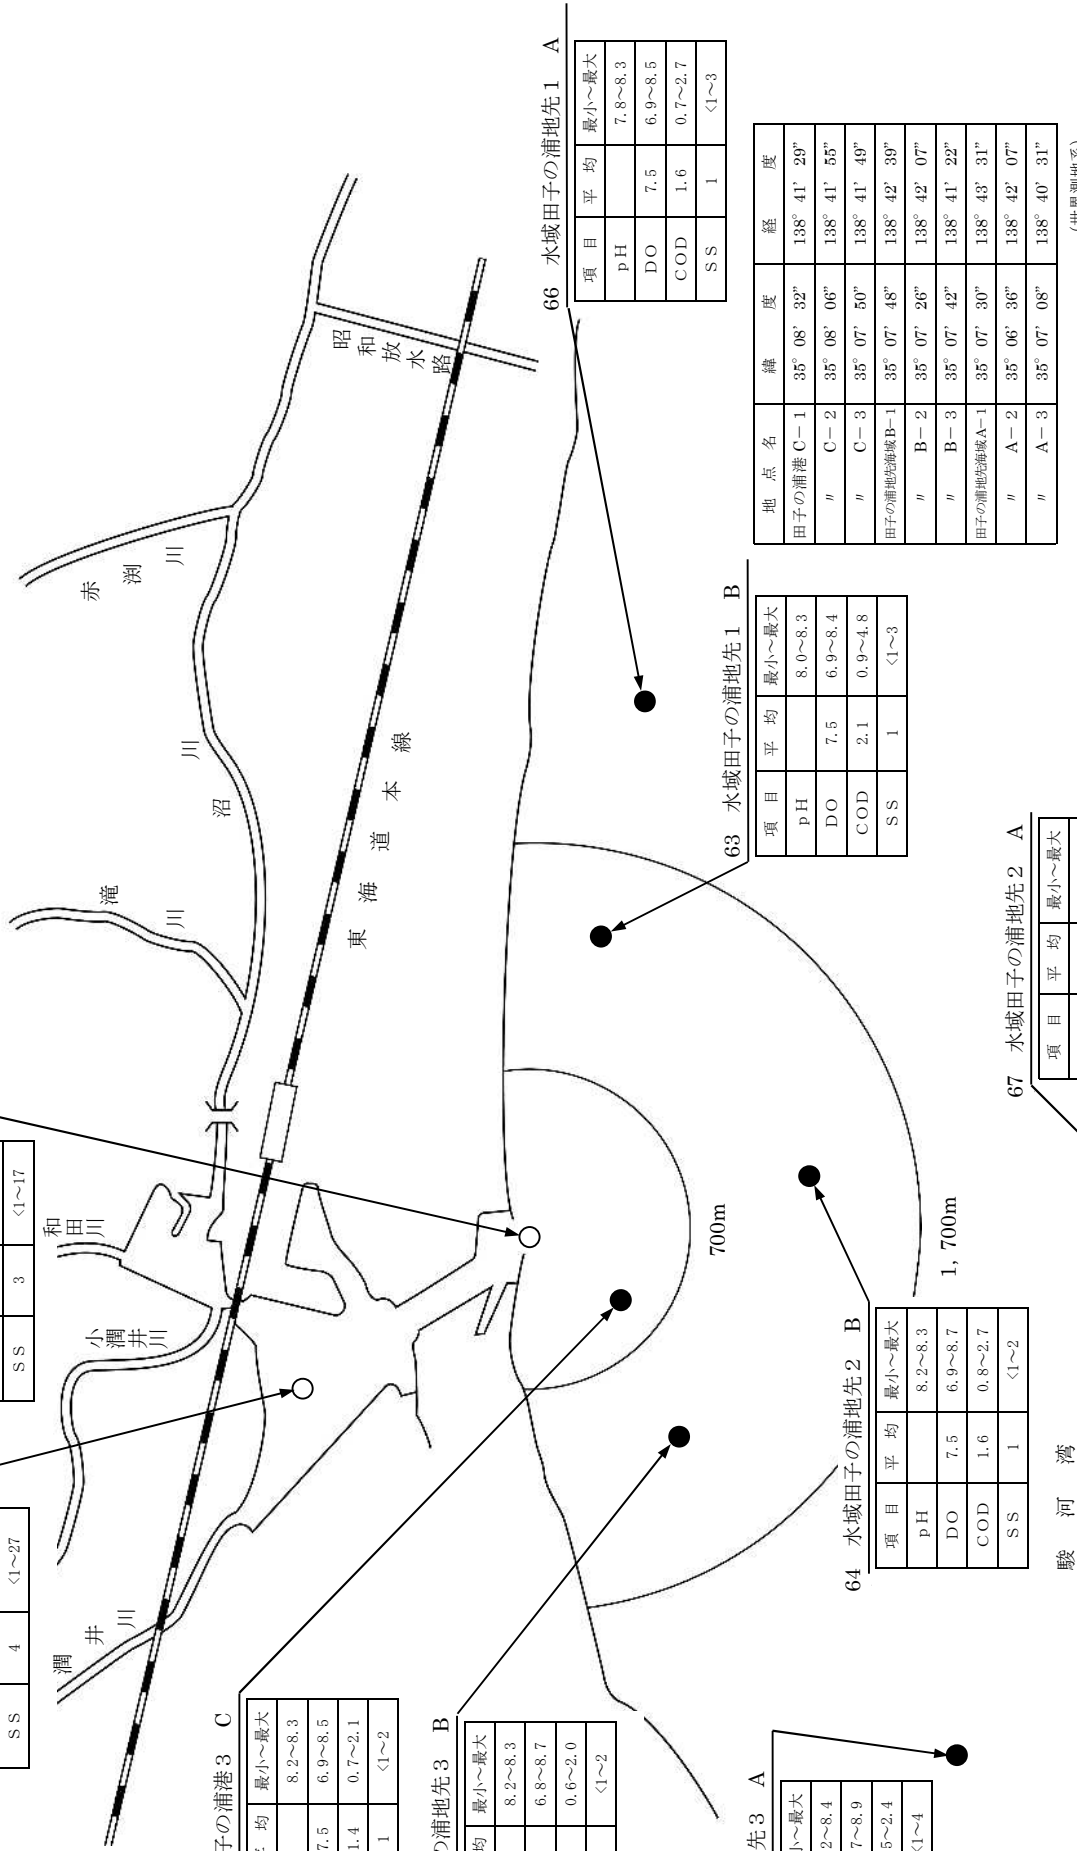 66 水域田子の浦地先1 A
項目 平均 最小～最大
pH 7.8～8.3
DO 7.5 6.9～8.5
COD 1.6 0.7～2.7
SS 1 <1～3
地点名 緯度 経度
田子の浦港 C－1 35° 08’ 32” 138° 41’ 29”
〃 C－2 35° 08’ 06” 138° 41’ 55”
〃 C－3 35° 07’ 50” 138° 41’ 49”
田子の浦地先海域B－1 35° 07’ 48” 138° 42’ 39”
〃 B－2 35° 07’ 26” 138° 42’ 07”
〃 B－3 35° 07’ 42” 138° 41’ 22”
田子の浦地先海域A－1 35° 07’ 30” 138° 43’ 31”
〃 A－2 35° 06’ 36” 138° 42’ 07”
〃 A－3 35° 07’ 08” 138° 40’ 31”
昭和放水路
赤渕川
沼川
滝川
東海道本線
和田川
小潤井川
潤井川
63 水域田子の浦地先1 B
項目 平均 最小～最大
pH 8.0～8.3
DO 7.5 6.9～8.4
COD 2.1 0.9～4.8
SS 1 <1～3
67 水域田子の浦地先2 A
項目 平均 最小～最大
SS 3 <1～17
SS 4 <1～27
700m
1,700m
64 水域田子の浦地先2 B
項目 平均 最小～最大
pH 8.2～8.3
DO 7.5 6.9～8.7
COD 1.6 0.8～2.7
SS 1 <1～2
駿河湾
子の浦港3 C
均 最小～最大
8.2～8.3
7.5 6.9～8.5
1.4 0.7～2.1
1 <1～2
の浦地先3 B
均 最小～最大
8.2～8.3
6.8～8.7
0.6～2.0
<1～2
先3 A
小～最大
2～8.4
7～8.9
5～2.4
<1～4